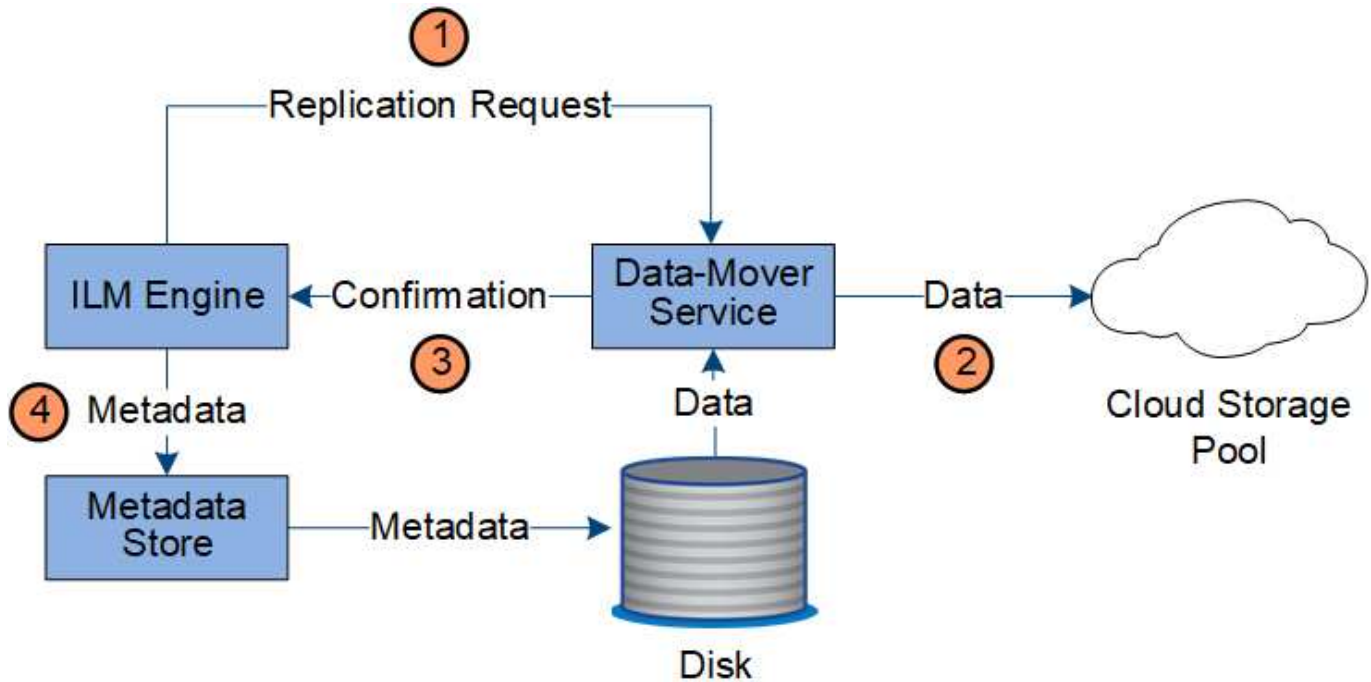 1
Replication Request
ILM Engine
Confirmation
3
Data-Mover
Service
Data
2
Cloud Storage
Pool
4
Metadata
Data
Metadata
Store
Metadata
Disk